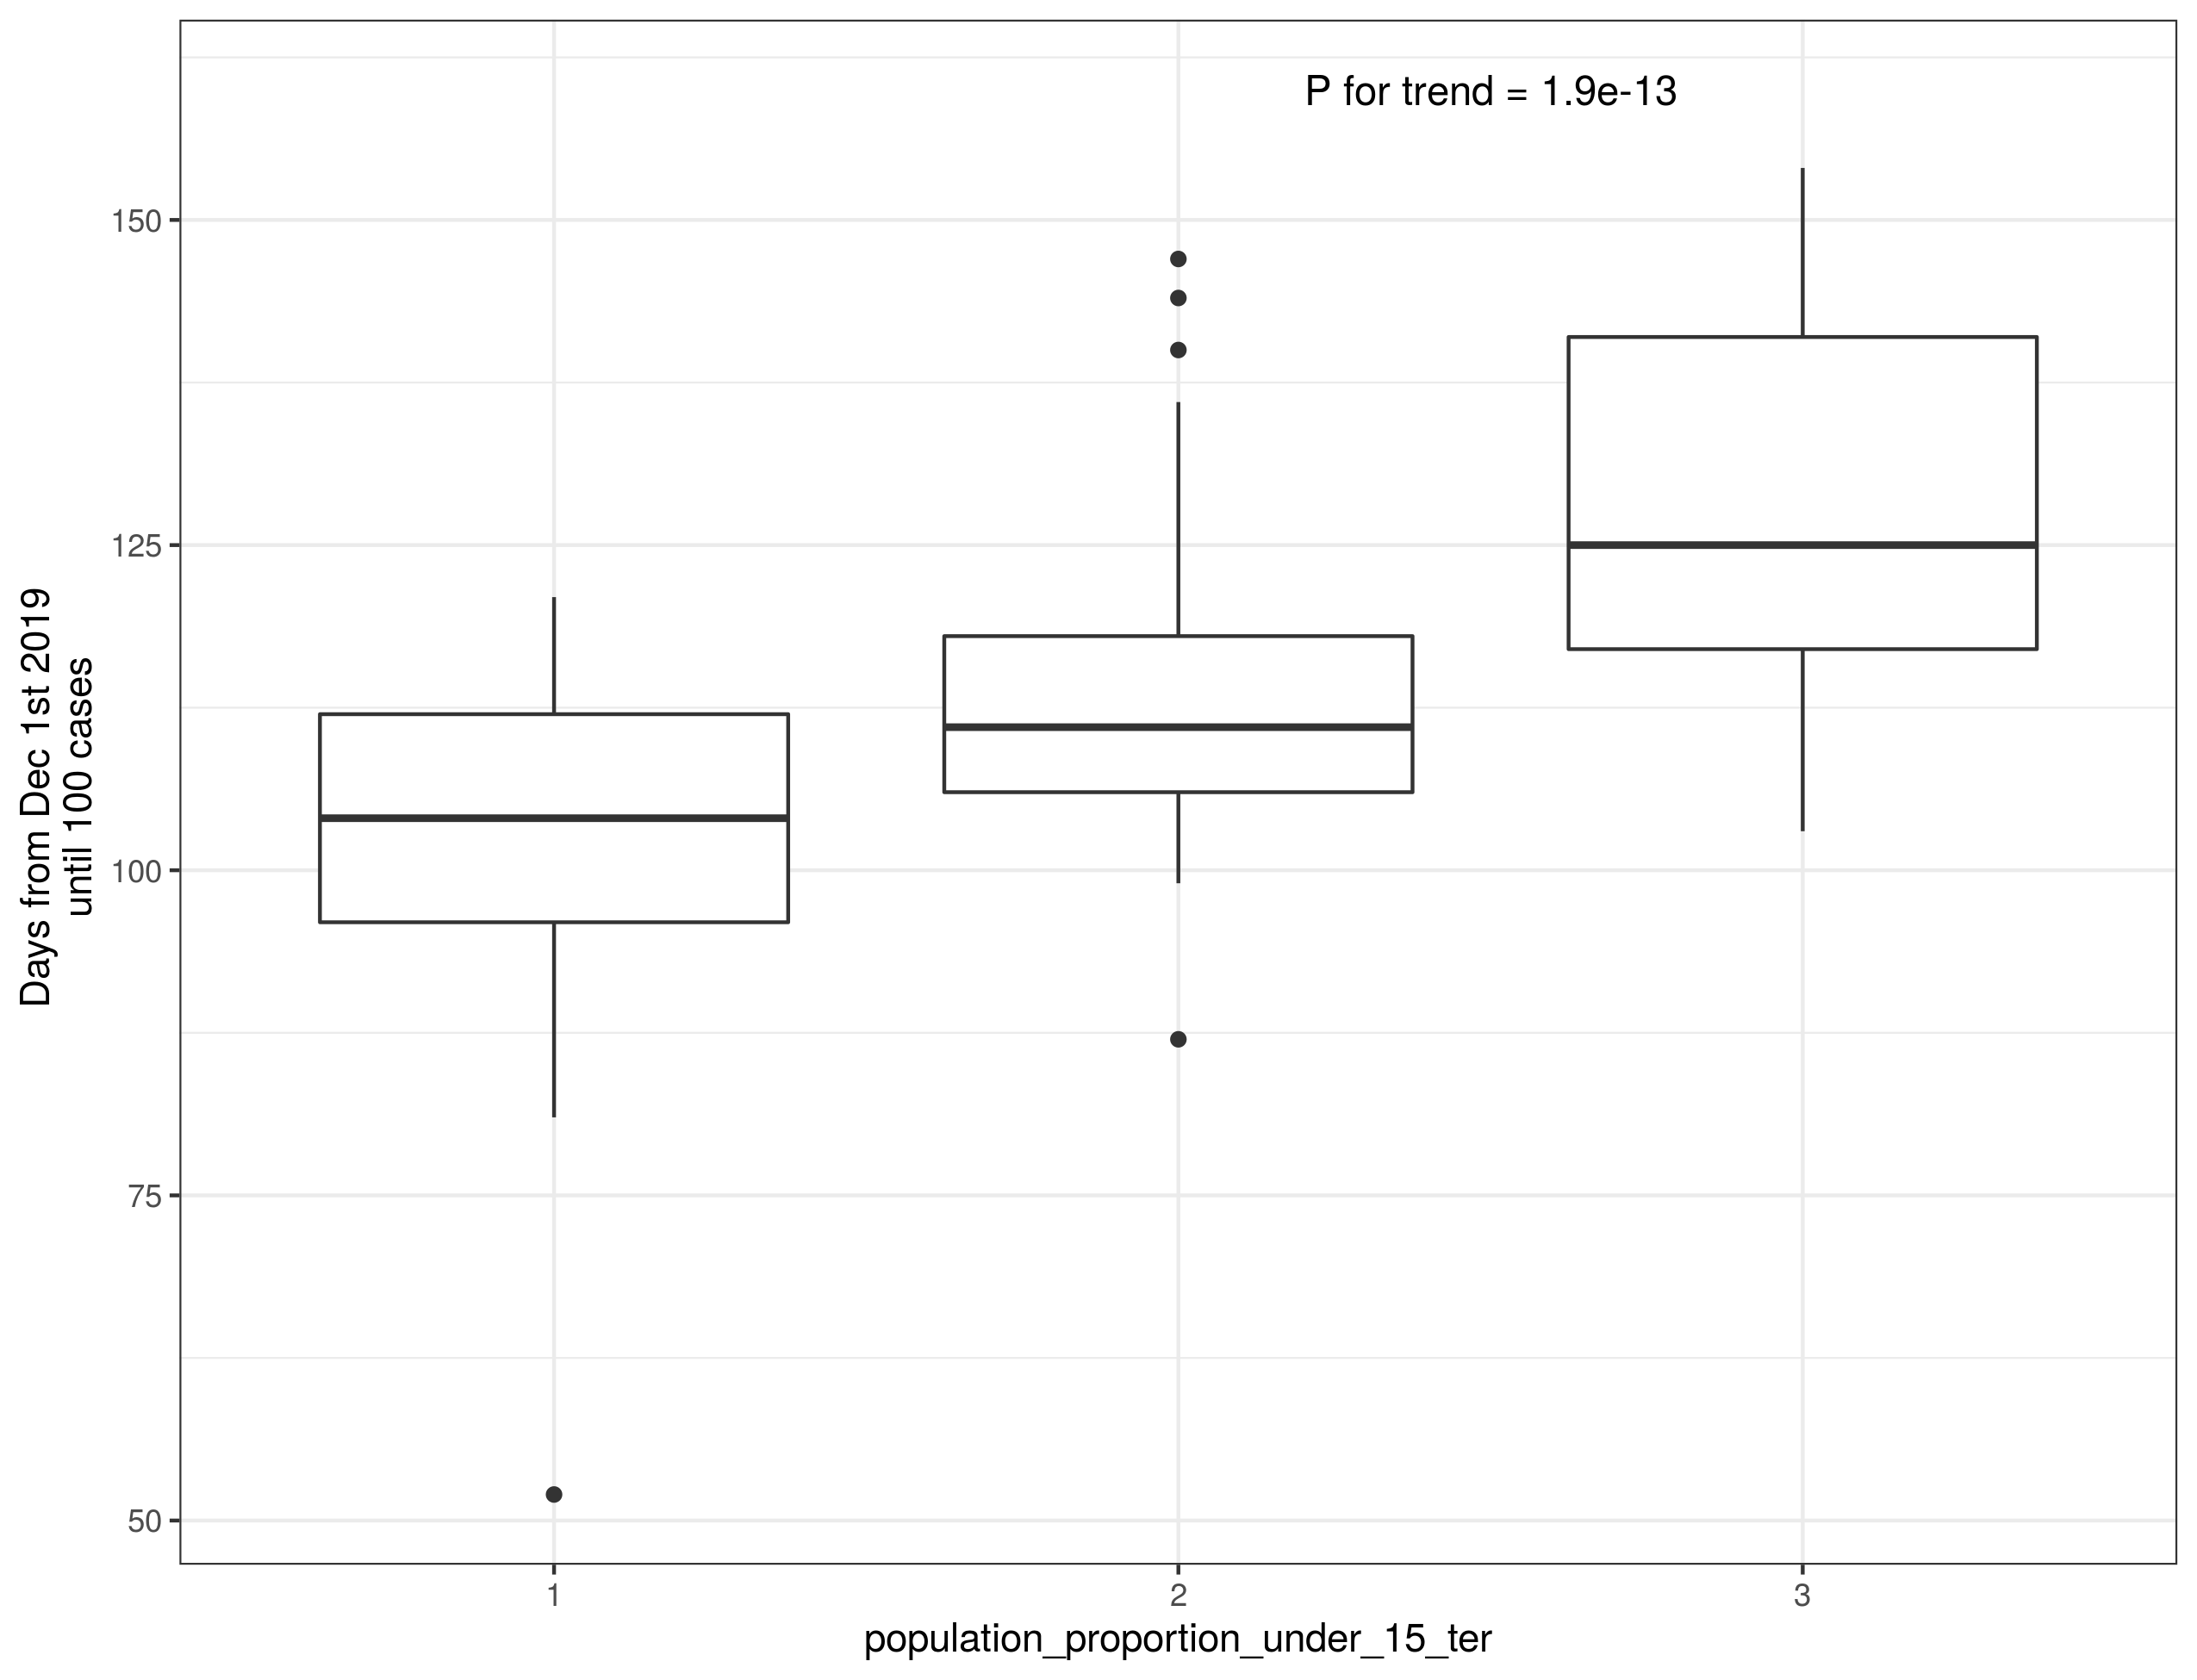 P for trend = 1.9e-13
Days from Dec 1st 2019
until 100 cases
150
125
100
75
50
1
2
3
population_proportion_under_15_ter